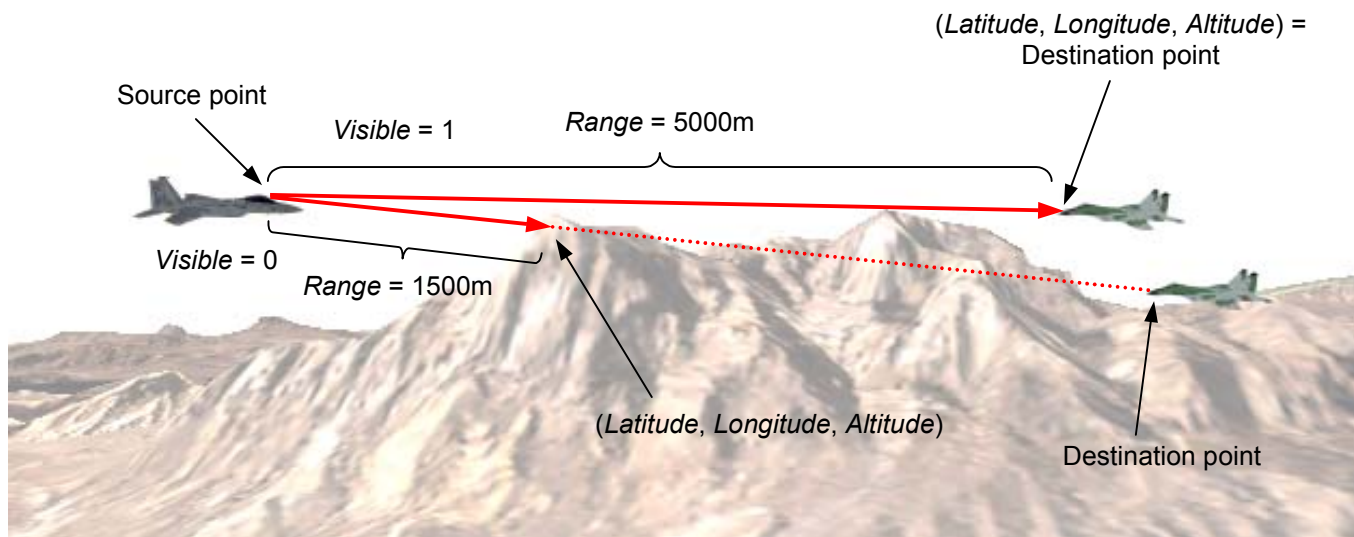 (Latitude, Longitude, Altitude) =
Destination point
Source point
Visible = 1
Range = 5000m
Visible = 0
Range = 1500m
(Latitude, Longitude, Altitude)
Destination point